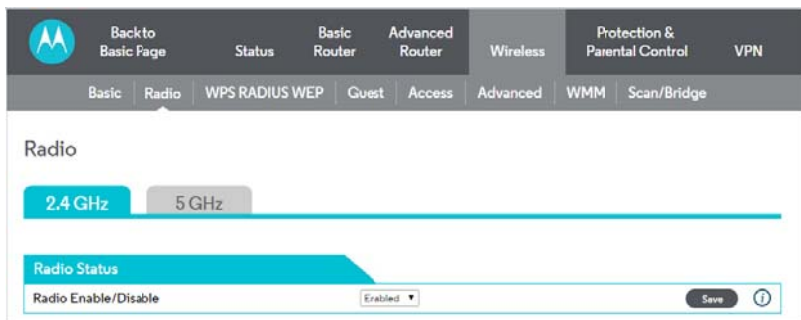 Back to Basic Page Status Basic Router Advanced Router Wireless Protection & Parental Control VPN
Basic Radio WPS RADIUS WEP Guest Access Advanced WMM Scan/Bridge
Radio
2.4 GHz 5 GHz
Radio Status
Radio Enable/Disable Enabled Save